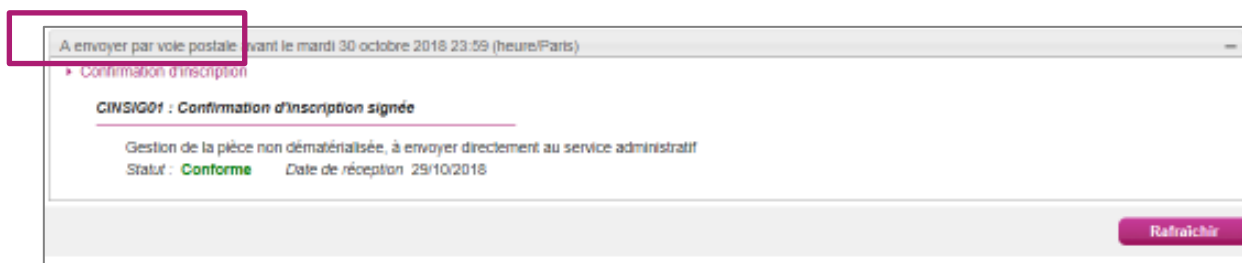 A envoyer par voie postale avant le mardi 30 octobre 2018 23:59 (heure/Paris)
Confirmation d'inscription
CINSIG01 : Confirmation d'inscription signée
Gestion de la pièce non dématérialisée, à envoyer directement au service administratif
Statut : Conforme Date de réception 29/10/2018
Rafraîchir